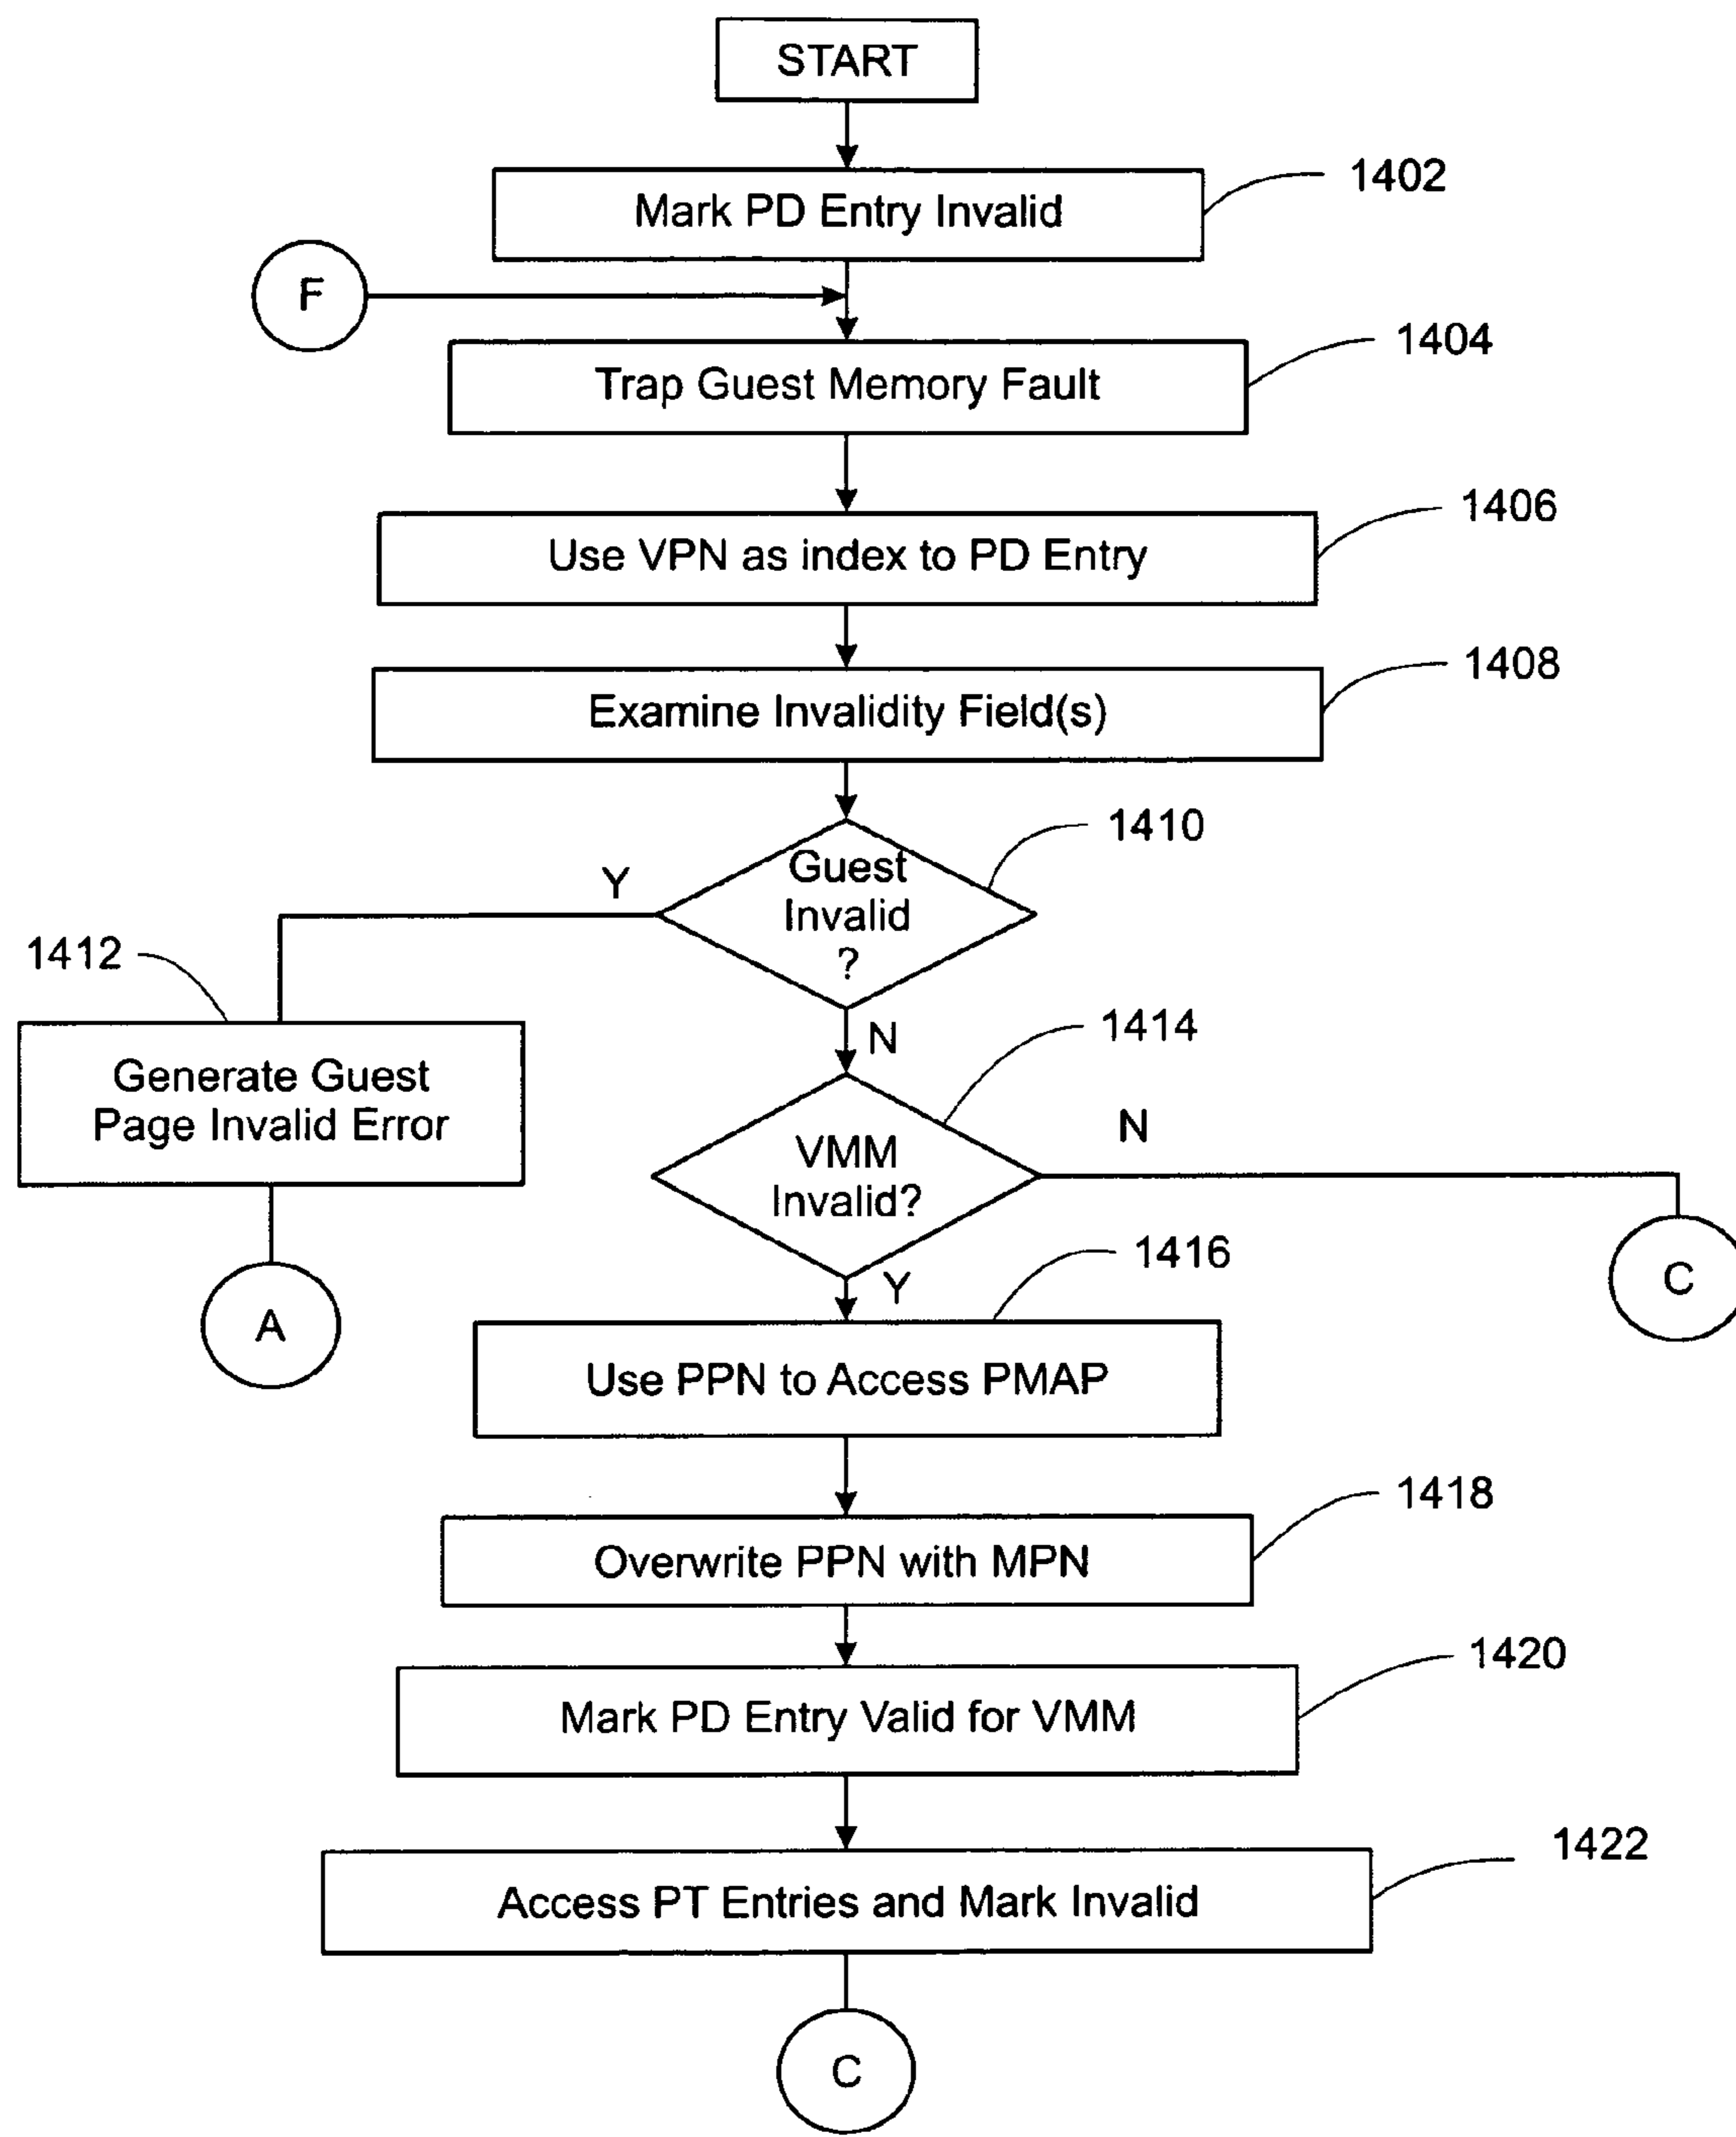 START
1402
Mark PD Entry Invalid
F
1404
Trap Guest Memory Fault
1406
Use VPN as index to PD Entry
1408
Examine Invalidity Field(s)
1410
Y
Guest
Invalid
?
1412
N
1414
Generate Guest
Page Invalid Error
N
VMM
Invalid?
1416
Y
C
A
Use PPN to Access PMAP
1418
Overwrite PPN with MPN
1420
Mark PD Entry Valid for VMM
1422
Access PT Entries and Mark Invalid
C